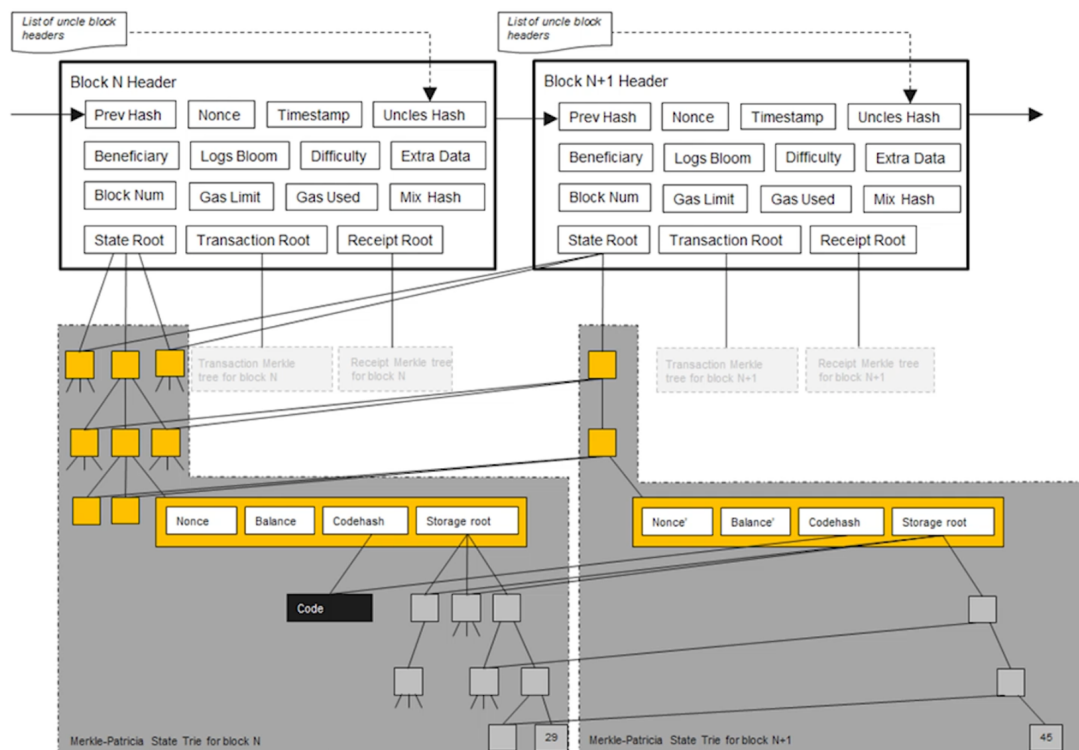 List of uncle block
headers
List of uncle block
headers
Block N Header
Prev Hash
Nonce
Timestamp
Uncles Hash
Beneficiary
Logs Bloom
Difficulty
Extra Data
Block Num
Gas Limit
Gas Used
Mix Hash
State Root
Transaction Root
Receipt Root
Block N+1 Header
Prev Hash
Nonce
Timestamp
Uncles Hash
Beneficiary
Logs Bloom
Difficulty
Extra Data
Block Num
Gas Limit
Gas Used
Mix Hash
State Root
Transaction Root
Receipt Root
Transaction Merkle
tree for block N
Receipt Merkle tree
for block N
Transaction Merkle
tree for block N+1
Receipt Merkle tree
for block N+1
Nonce
Balance
Codehash
Storage root
Nonce'
Balance'
Codehash
Storage root
Code
29
45
Merkle-Patricia State Trie for block N
Merkle-Patricia State Trie for block N+1